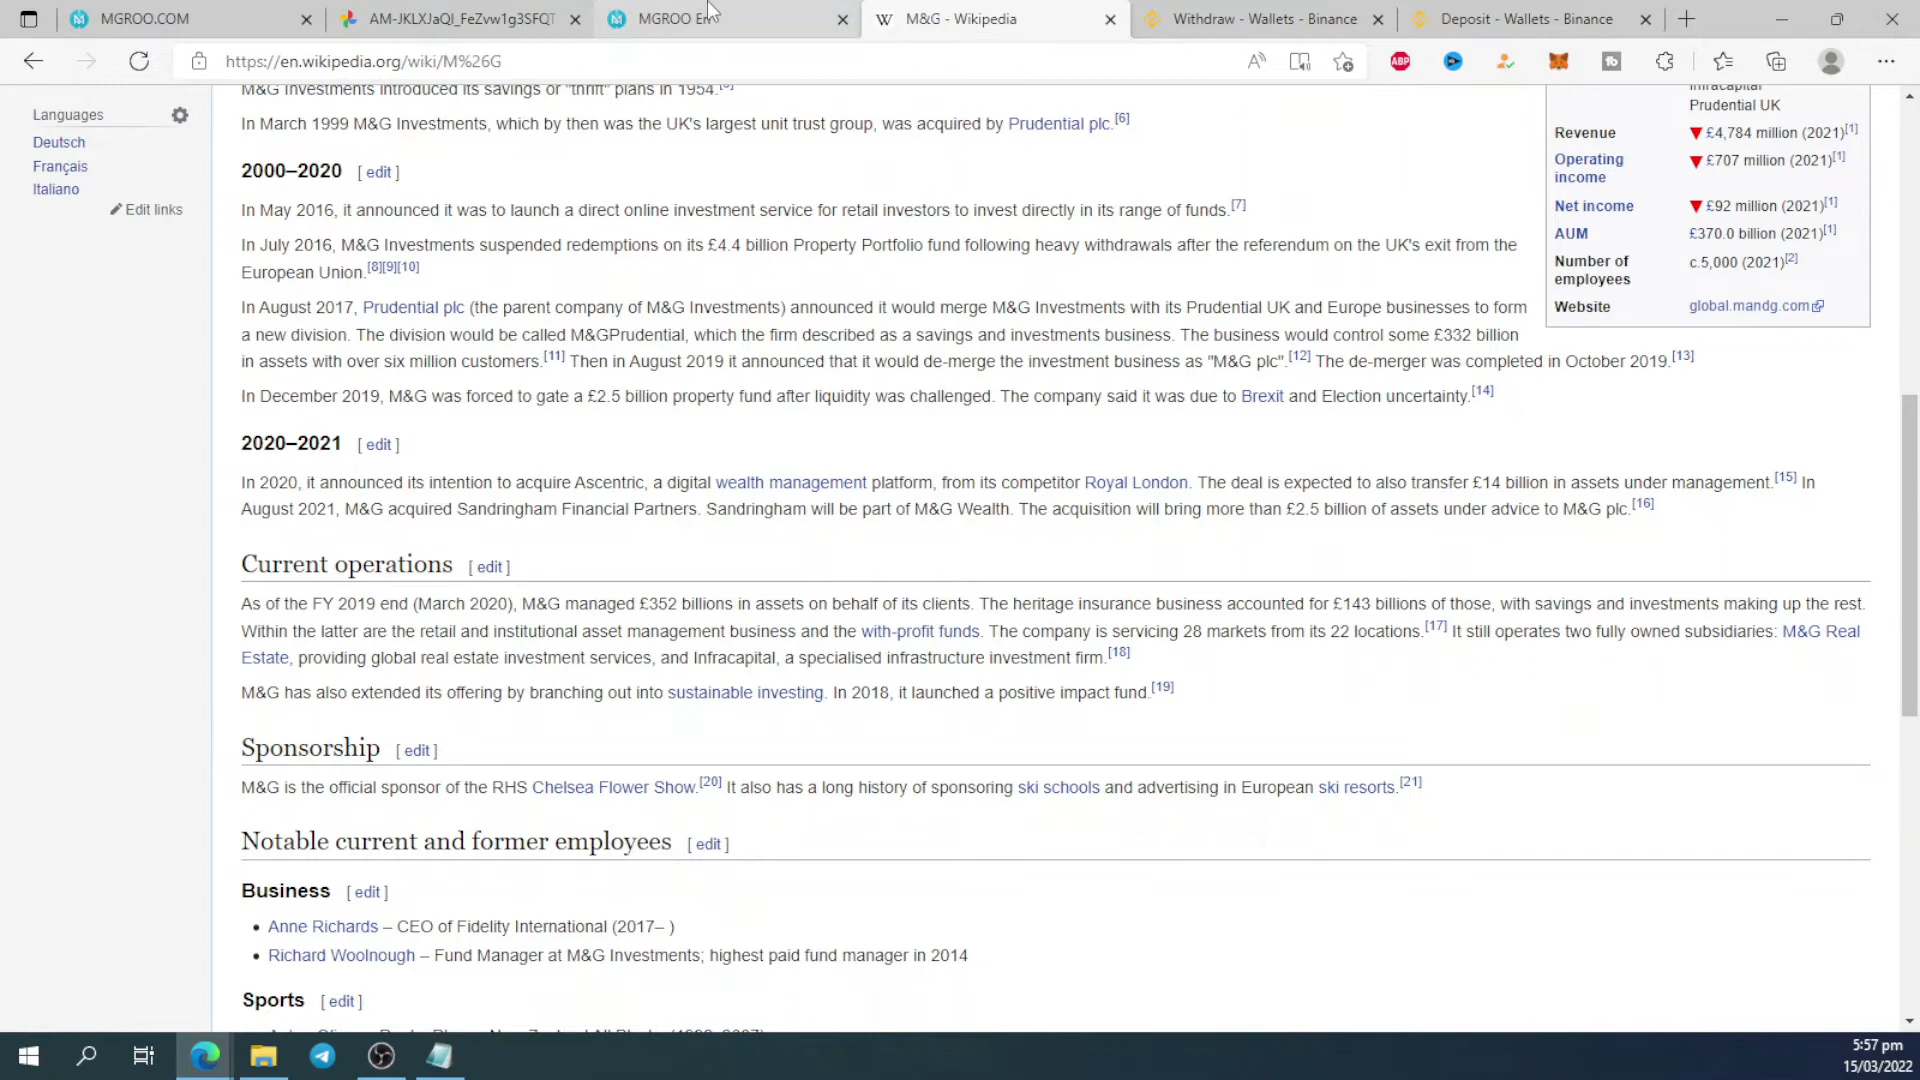 MGROO.COM
AM-JKLXJaQI_FeZvw1g3SFQT
MGROO En
M&G - Wikipedia
Withdraw - Wallets - Binance
Deposit - Wallets - Binance
https://en.wikipedia.org/wiki/M%26G
ABP
Languages
Deutsch
Français
Italiano
Edit links
M&G Investments introduced its savings or "thrift" plans in 1954.
In March 1999 M&G Investments, which by then was the UK's largest unit trust group, was acquired by Prudential plc.[6]
2000–2020 [ edit ]
In May 2016, it announced it was to launch a direct online investment service for retail investors to invest directly in its range of funds.[7]
In July 2016, M&G Investments suspended redemptions on its £4.4 billion Property Portfolio fund following heavy withdrawals after the referendum on the UK's exit from the
European Union.[8][9][10]
In August 2017, Prudential plc (the parent company of M&G Investments) announced it would merge M&G Investments with its Prudential UK and Europe businesses to form
a new division. The division would be called M&GPrudential, which the firm described as a savings and investments business. The business would control some £332 billion
in assets with over six million customers.[11] Then in August 2019 it announced that it would de-merge the investment business as "M&G plc".[12] The de-merger was completed in October 2019.[13]
In December 2019, M&G was forced to gate a £2.5 billion property fund after liquidity was challenged. The company said it was due to Brexit and Election uncertainty.[14]
2020–2021 [ edit ]
In 2020, it announced its intention to acquire Ascentric, a digital wealth management platform, from its competitor Royal London. The deal is expected to also transfer £14 billion in assets under management.[15] In
August 2021, M&G acquired Sandringham Financial Partners. Sandringham will be part of M&G Wealth. The acquisition will bring more than £2.5 billion of assets under advice to M&G plc.[16]
Current operations [ edit ]
As of the FY 2019 end (March 2020), M&G managed £352 billions in assets on behalf of its clients. The heritage insurance business accounted for £143 billions of those, with savings and investments making up the rest.
Within the latter are the retail and institutional asset management business and the with-profit funds. The company is servicing 28 markets from its 22 locations.[17] It still operates two fully owned subsidiaries: M&G Real
Estate, providing global real estate investment services, and Infracapital, a specialised infrastructure investment firm.[18]
M&G has also extended its offering by branching out into sustainable investing. In 2018, it launched a positive impact fund.[19]
Sponsorship [ edit ]
M&G is the official sponsor of the RHS Chelsea Flower Show.[20] It also has a long history of sponsoring ski schools and advertising in European ski resorts.[21]
Notable current and former employees [ edit ]
Business [ edit ]
Anne Richards – CEO of Fidelity International (2017– )
Richard Woolnough – Fund Manager at M&G Investments; highest paid fund manager in 2014
Sports [ edit ]
Infracapital
Prudential UK
Revenue ▼ £4,784 million (2021)[1]
Operating income ▼ £707 million (2021)[1]
Net income ▼ £92 million (2021)[1]
AUM £370.0 billion (2021)[1]
Number of employees c.5,000 (2021)[2]
Website global.mandg.com
5:57 pm
15/03/2022